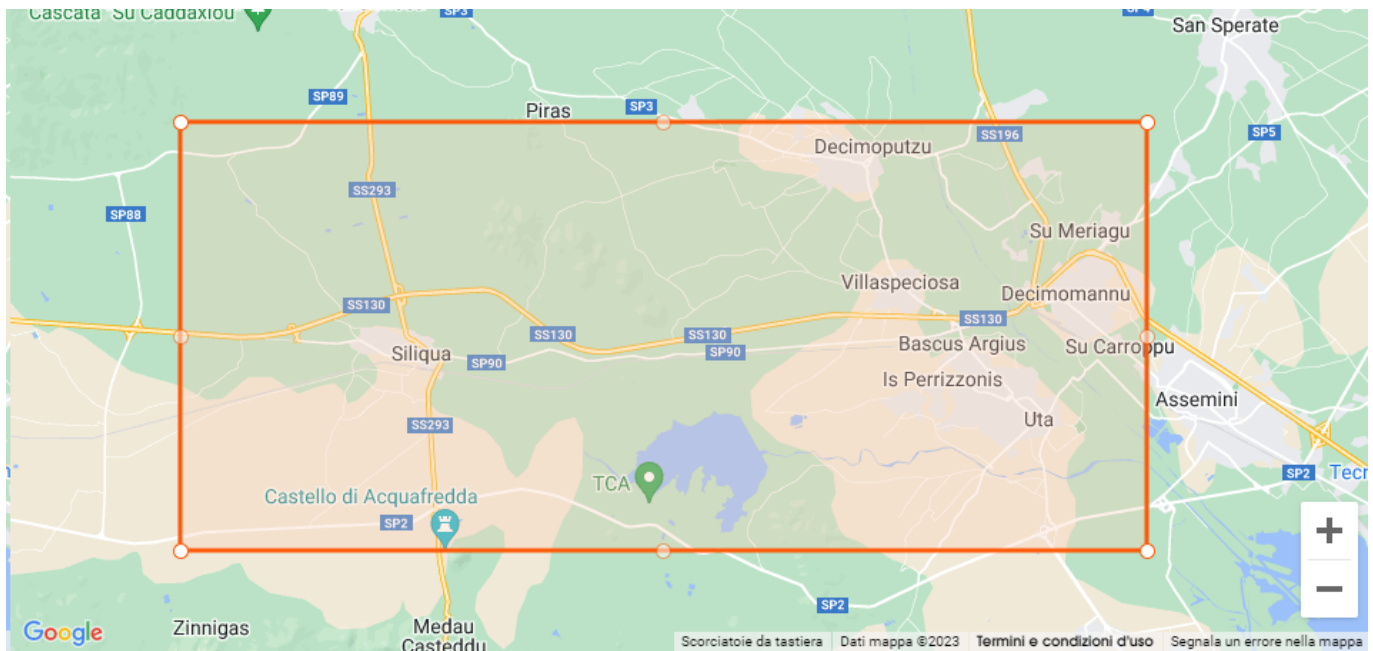 Cascata Su Caddaxiou
SP3
SP4
San Sperate
SP89
Piras
SP3
SS196
SP5
Decimoputzu
SS293
SP88
Su Meriagu
Villaspeciosa
Decimomannu
SS130
SS130
SS130
SS130
Siliqua
SP90
SP90
Bascus Argius
Su Carroppu
Is Perrizzonis
Assemini
Uta
SS293
TCA
SP2
Tecr
Castello di Acquafredda
SP2
SP2
Zinnigas
Medau
Casteddu
Google
Scorciatoie da tastiera
Dati mappa ©2023
Termini e condizioni d'uso
Segnala un errore nella mappa